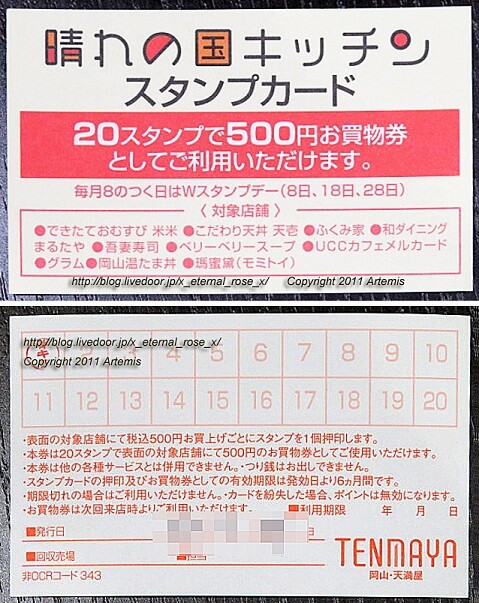 晴れの国キッチン
スタンプカード
20スタンプで500円お買物券
としてご利用いただけます。
毎月8のつく日はWスタンプデー(8日、18日、28日)
〈対象店舗〉
●できたておむすび 米米 ●こだわり天丼 天壱 ●ふくみ家 ●和ダイニング
まるたや ●吾妻寿司 ●ベリーベリースープ ●UCCカフェメルカード
●グラム ●岡山温たま丼 ●瑪蜜黛(モミトイ)
http://blog.livedoor.jp/x_eternal_rose_x/ Copyright 2011 Artemis
http://blog.livedoor.jp/x_eternal_rose_x/
Copyright 2011 Artemis
2 3 4 5 6 7 8 9 10
11 12 13 14 15 16 17 18 19 20
・表面の対象店舗にて税込500円お買上げごとにスタンプを1個押印します。
・本券は20スタンプで表面の対象店舗にて500円のお買物券としてご使用いただけます。
・本券は他の各種サービスとは併用できません。・つり銭はお出しできません。
・スタンプカードの押印及びお買物券としての有効期限は発効日より6ヵ月間です。
・期限切れの場合はご利用いただけません。・カードを紛失した場合、ポイントは無効になります。
・お買物券は次回来店時よりご利用できます。 ■利用期限 年 月 日
■発行日 日
■回収売場
非OCRコード 343
TENMAYA
岡山・天満屋